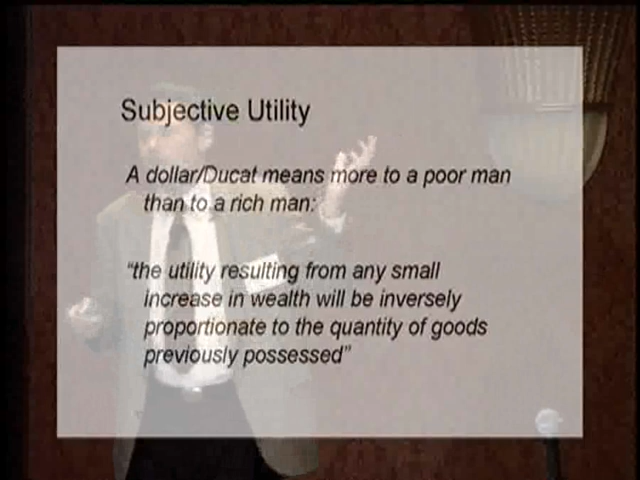 Subjective Utility
A dollar/Ducat means more to a poor man
than to a rich man:
“the utility resulting from any small
increase in wealth will be inversely
proportionate to the quantity of goods
previously possessed”